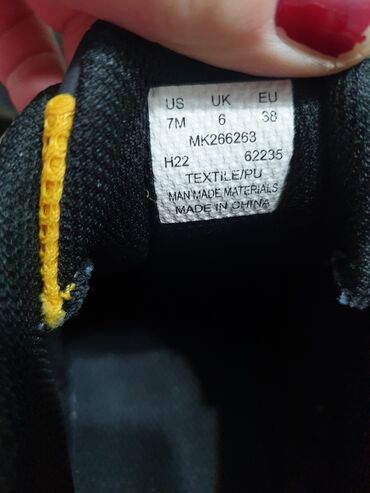 US UK EU
7M 6 38
MK266263
H22 62235
TEXTILE/PU
MAN MADE MATERIALS
MADE IN CHINA